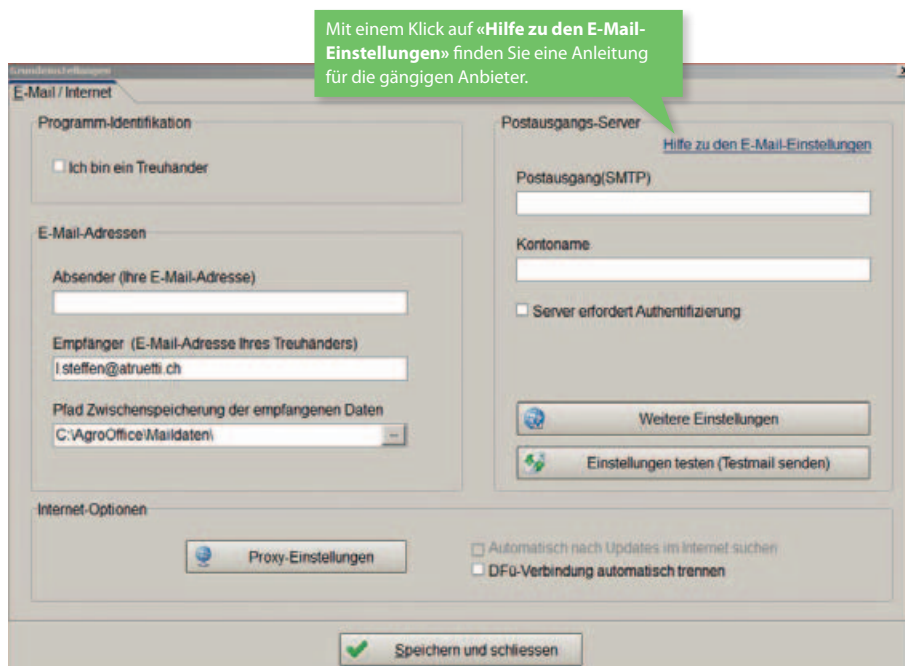 Mit einem Klick auf «Hilfe zu den E-Mail-
Einstellungen» finden Sie eine Anleitung
für die gängigen Anbieter.
Grundeinstellungen
E-Mail / Internet
Programm-Identifikation
Ich bin ein Treuhänder
E-Mail-Adressen
Absender (Ihre E-Mail-Adresse)
Empfänger (E-Mail-Adresse Ihres Treuhänders)
l.steffen@atruetti.ch
Pfad Zwischenspeicherung der empfangenen Daten
C:\AgroOffice\Maildaten\
...
Postausgangs-Server
Hilfe zu den E-Mail-Einstellungen
Postausgang(SMTP)
Kontoname
Server erfordert Authentifizierung
Weitere Einstellungen
Einstellungen testen (Testmail senden)
Internet-Optionen
Proxy-Einstellungen
Automatisch nach Updates im Internet suchen
DFü-Verbindung automatisch trennen
Speichern und schliessen